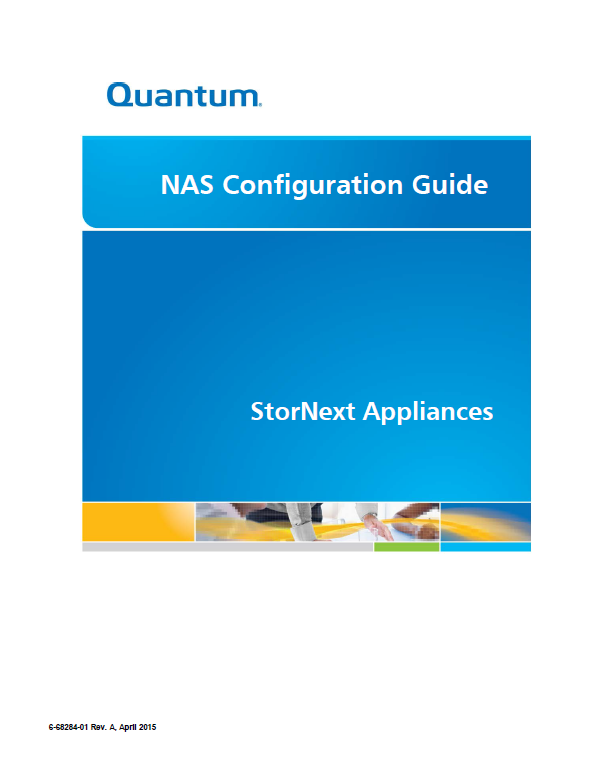 Quantum.
NAS Configuration Guide
StorNext Appliances
6-68284-01 Rev. A, April 2015